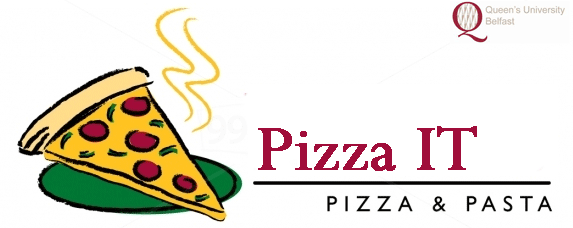 Queen's University
Belfast
Pizza IT
PIZZA & PASTA